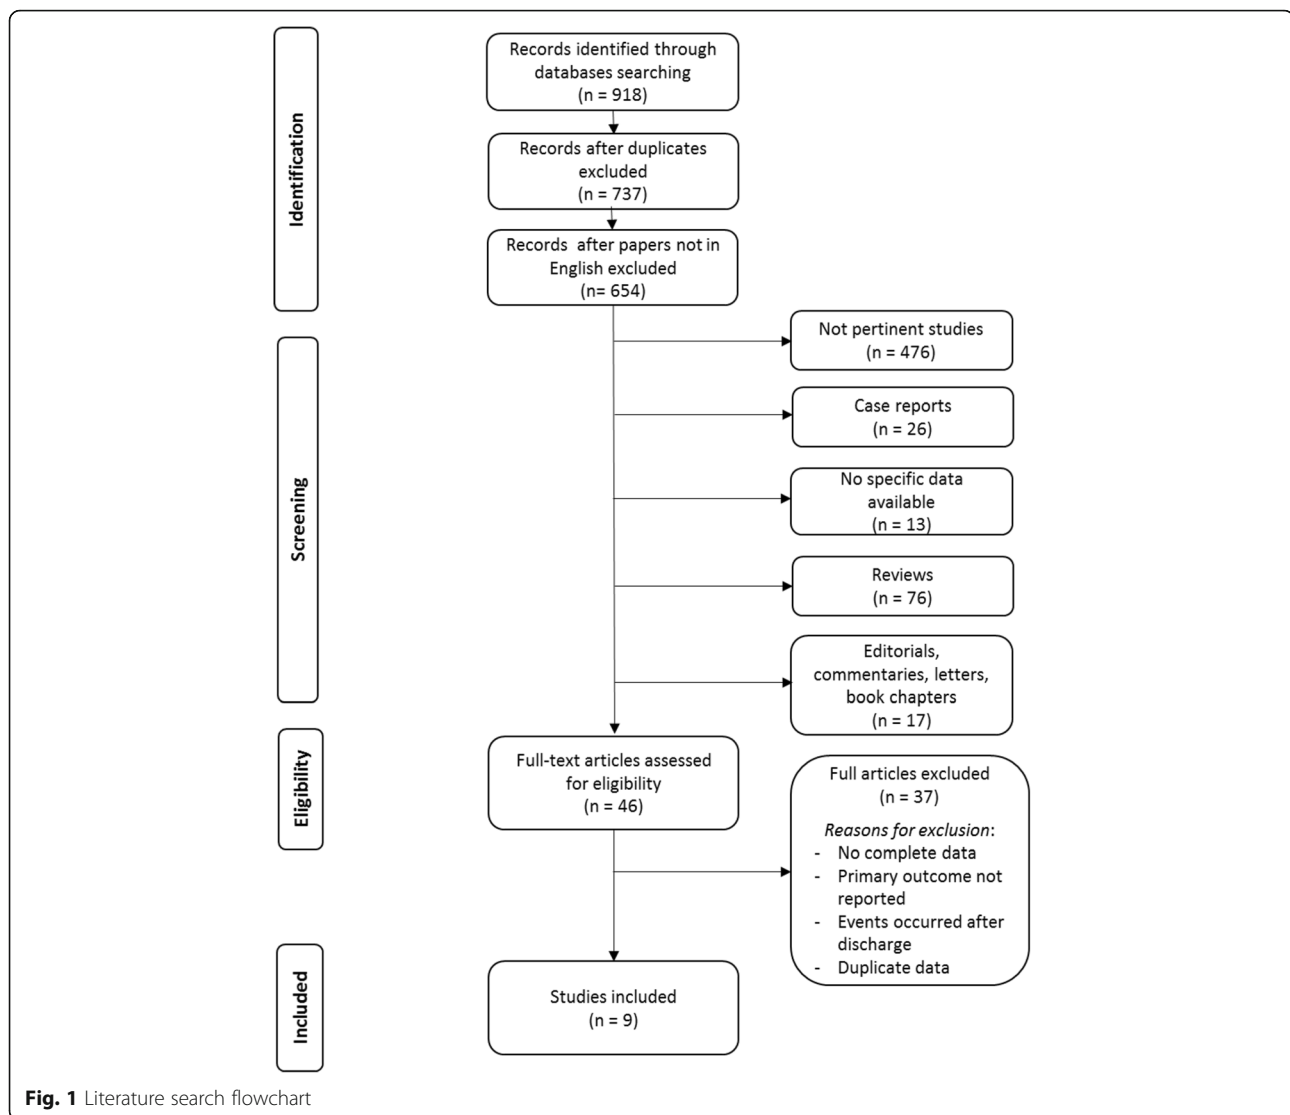 Identification
Records identified through
databases searching
(n = 918)
Records after duplicates
excluded
(n = 737)
Records after papers not in
English excluded
(n= 654)
Screening
Not pertinent studies
(n = 476)
Case reports
(n = 26)
No specific data
available
(n = 13)
Reviews
(n = 76)
Editorials,
commentaries, letters,
book chapters
(n = 17)
Eligibility
Full-text articles assessed
for eligibility
(n = 46)
Full articles excluded
(n = 37)
Reasons for exclusion:
- No complete data
- Primary outcome not
reported
- Events occurred after
discharge
- Duplicate data
Included
Studies included
(n = 9)
Fig. 1 Literature search flowchart